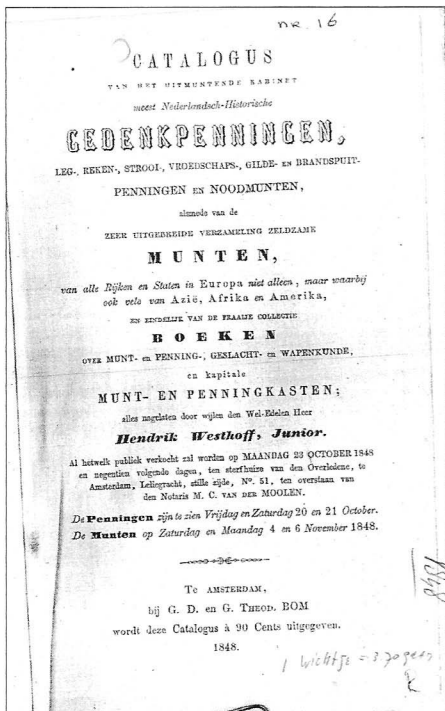 nr. 16
CATALOGUS
VAN HET UITMUNTENDE KABINET
meest Nederlandsch-Historische
GEDENKPENNINGEN,
LEG-, REKEN-, STROOI-, VROEDSCHAPS-, GILDE- EN BRANDSPUIT-
PENNINGEN EN NOODMUNTEN,
alsmede van de
ZEER UITGEBREIDE VERZAMELING ZELDZAME
MUNTEN,
van alle Rijken en Staten in Europa niet alleen, maar waarbij
ook vele van Azië, Afrika en Amerika,
EN EINDELIJK VAN DE FRAAIJE COLLECTIE
BOEKEN
OVER MUNT- en PENNING-, GESLACHT- en WAPENKUNDE,
en kapitale
MUNT- EN PENNINGKASTEN;
alles nagelaten door wijlen den Wel-Edelen Heer
Hendrik Westhoff, Junior.
Al hetwelk publiek verkocht zal worden op MAANDAG 23 OCTOBER 1848
en negentien volgende dagen, ten sterfhuize van den Overledene, te
Amsterdam, Leliegracht, stille zijde, No. 51, ten overstaan van
den Notaris M. C. VAN DER MOOLEN.
De Penningen zijn te zien Vrijdag en Zaturdag 20 en 21 October.
De Munten op Zaturdag en Maandag 4 en 6 November 1848.
Te AMSTERDAM,
bij G. D. en G. THEOD. BOM
wordt deze Catalogus à 90 Cents uitgegeven.
1848.
1848
1 wichtje =